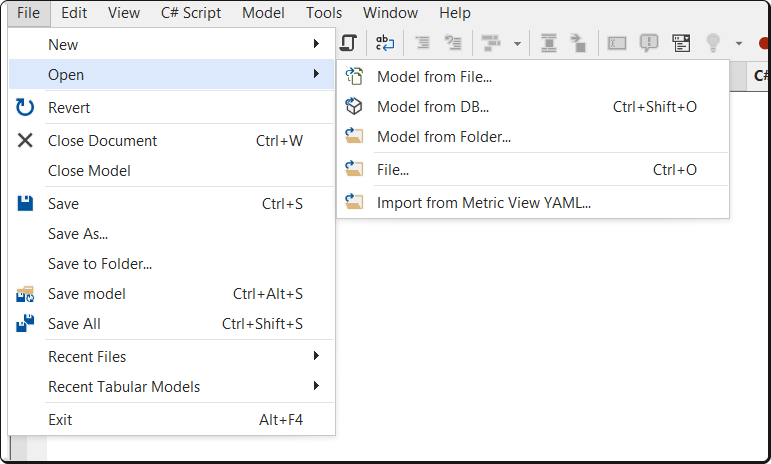 File Edit View C# Script Model Tools Window Help
New
Open
Revert
Close Document Ctrl+W
Close Model
Save Ctrl+S
Save As...
Save to Folder...
Save model Ctrl+Alt+S
Save All Ctrl+Shift+S
Recent Files
Recent Tabular Models
Exit Alt+F4
abc
C#
Model from File...
Model from DB... Ctrl+Shift+O
Model from Folder...
File... Ctrl+O
Import from Metric View YAML...